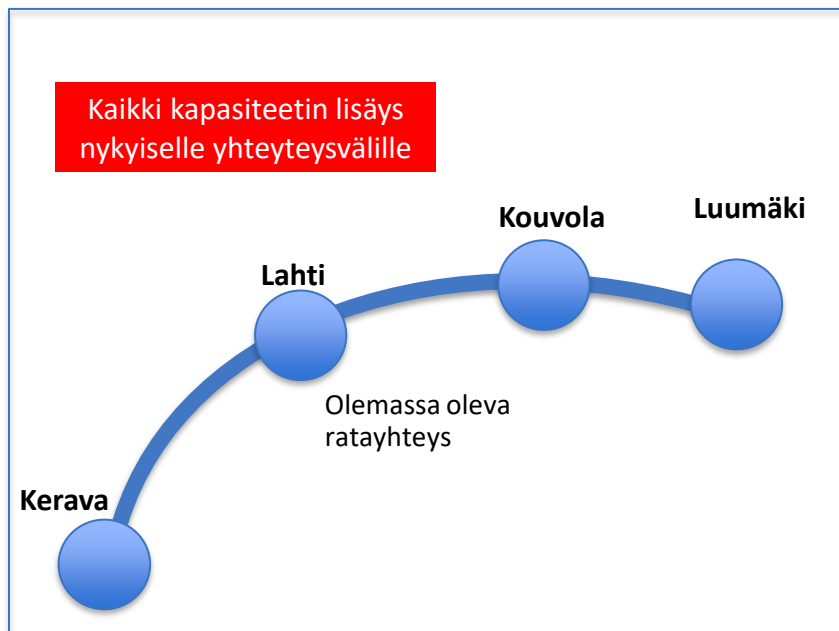 Kaikki kapasiteetin lisäys
nykyiselle yhteyteysvälille
Luumäki
Kouvola
Lahti
Olemassa oleva
ratayhteys
Kerava